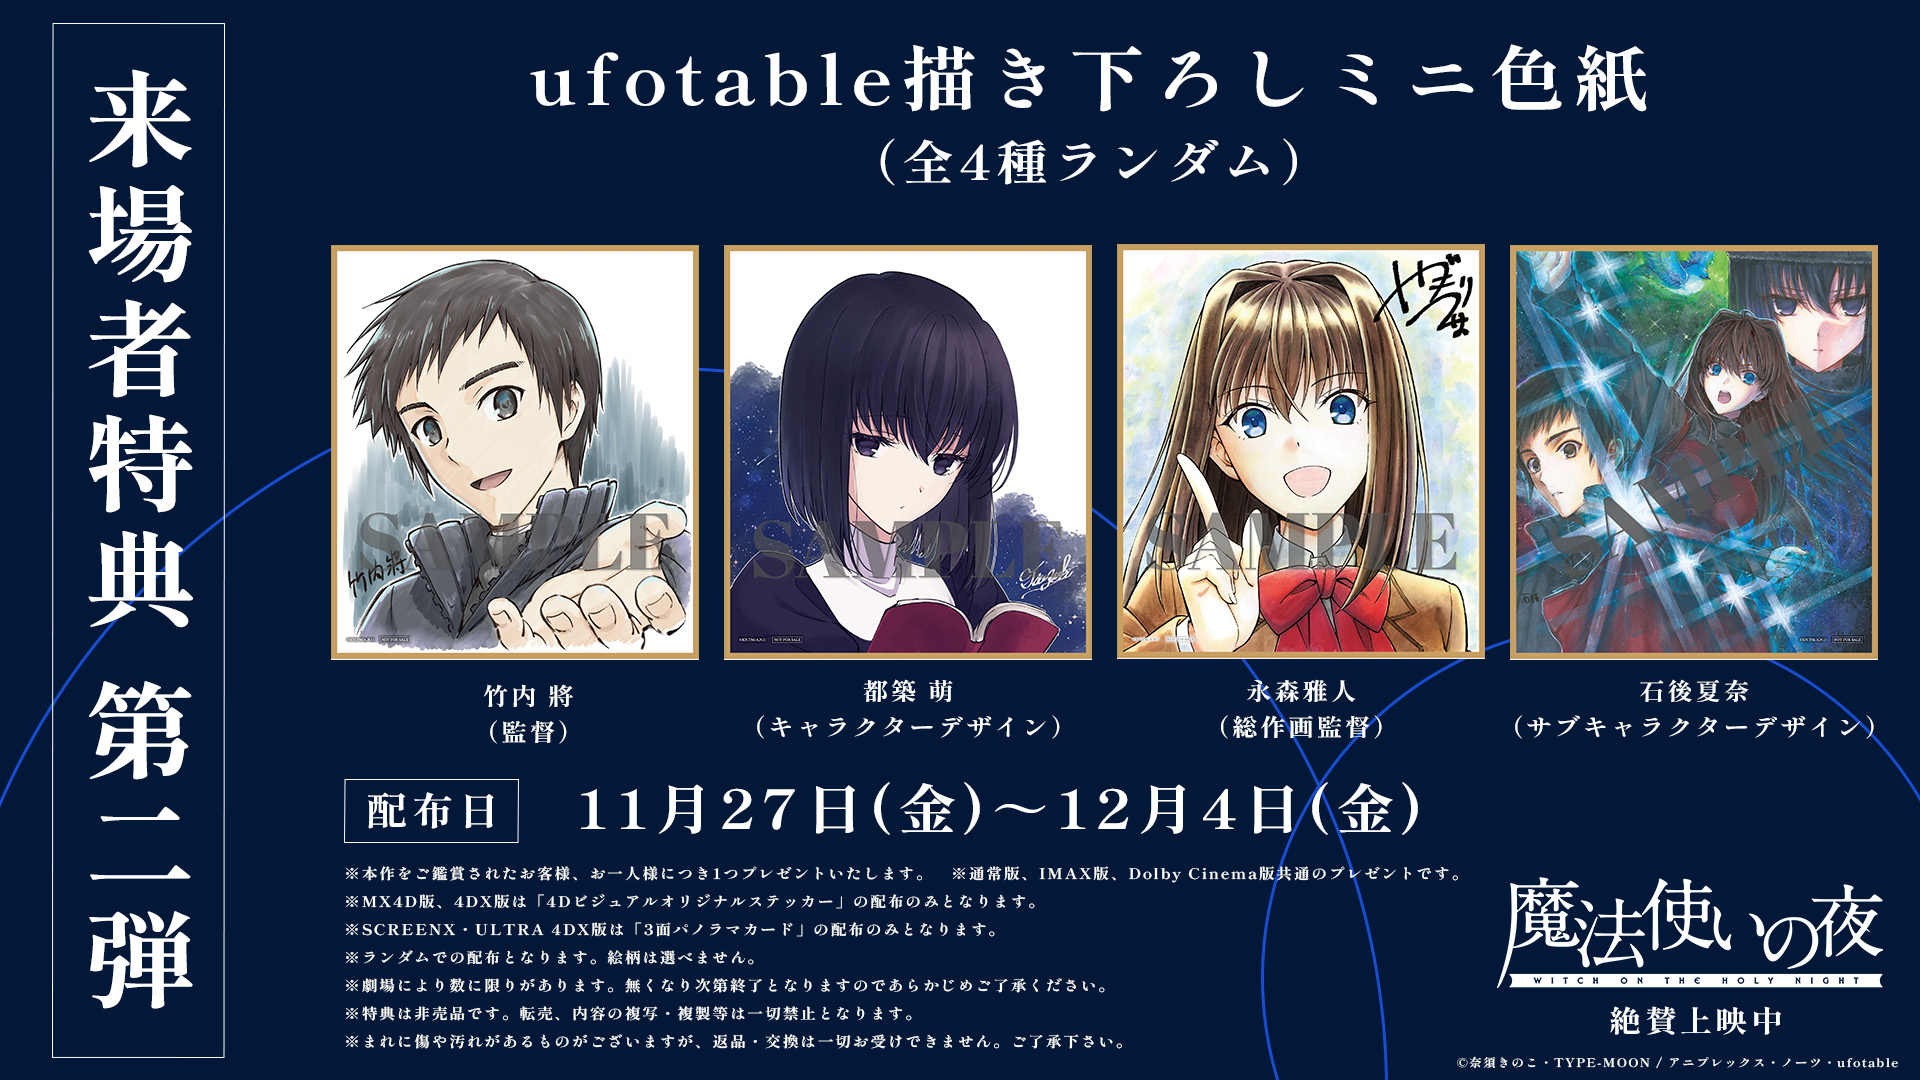 来場者特典 第二弾
ufotable描き下ろしミニ色紙
（全4種ランダム）
SAMPLE
竹内將
NOT FOR SALE
SAMPLE
NOT FOR SALE
SAMPLE
SAMPLE
NOT FOR SALE
竹内 將
（監督）
都築 萌
（キャラクターデザイン）
永森雅人
（総作画監督）
石後夏奈
（サブキャラクターデザイン）
配布日
11月27日(金)～12月4日(金)
※本作をご鑑賞されたお客様、お一人様につき1つプレゼントいたします。 ※通常版、IMAX版、Dolby Cinema版共通のプレゼントです。
※MX4D版、4DX版は「4Dビジュアルオリジナルステッカー」の配布のみとなります。
※SCREENX・ULTRA 4DX版は「3面パノラマカード」の配布のみとなります。
※ランダムでの配布となります。絵柄は選べません。
※劇場により数に限りがあります。無くなり次第終了となりますのであらかじめご了承ください。
※特典は非売品です。転売、内容の複写・複製等は一切禁止となります。
※まれに傷や汚れがあるものがございますが、返品・交換は一切お受けできません。ご了承下さい。
魔法使いの夜
WITCH ON THE HOLY NIGHT
絶賛上映中
©奈須きのこ・TYPE-MOON / アニプレックス・ノーツ・ufotable